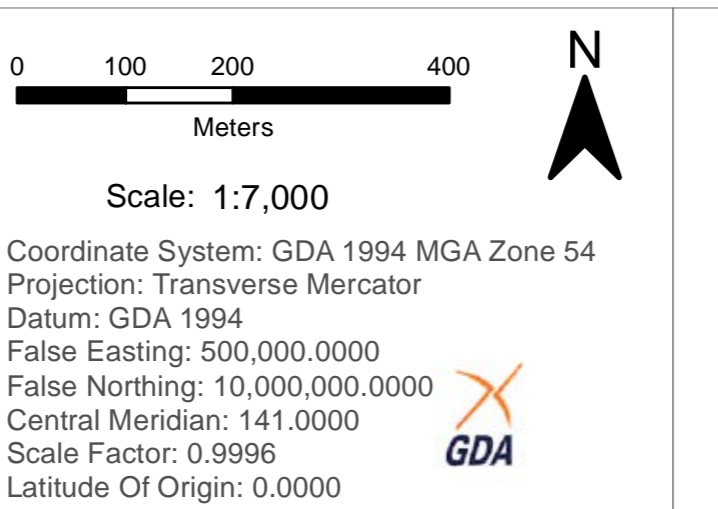 N
0 100 200 400
Meters
Scale: 1:7,000
Coordinate System: GDA 1994 MGA Zone 54
Projection: Transverse Mercator
Datum: GDA 1994
False Easting: 500,000.0000
False Northing: 10,000,000.0000
Central Meridian: 141.0000
Scale Factor: 0.9996
Latitude Of Origin: 0.0000
GDA